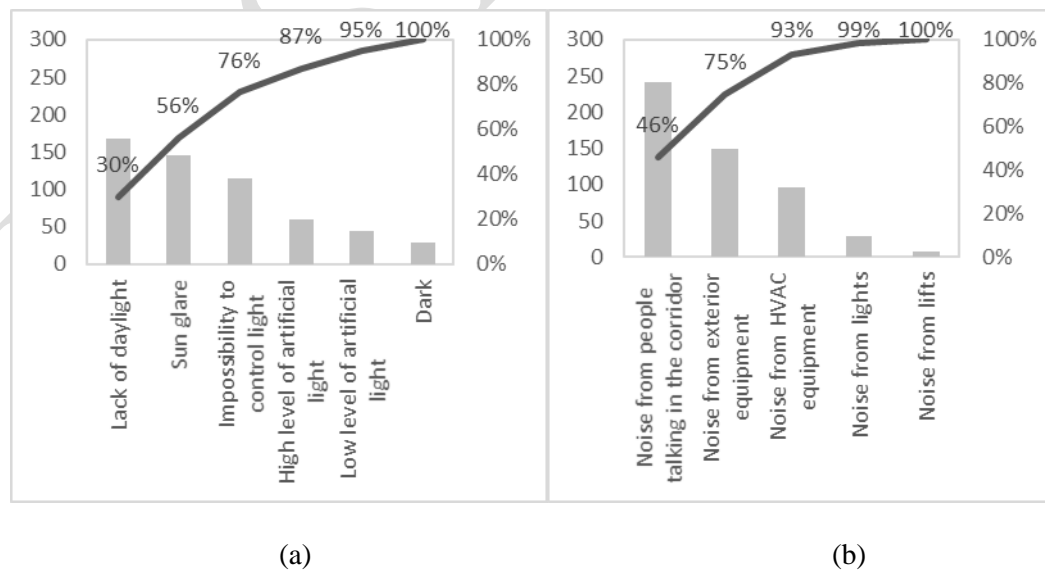 300
250
200
150
100
50
0
30%
56%
76%
87%
95%
100%
100%
80%
60%
40%
20%
0%
Lack of daylight
Sun glare
Impossibility to
control light
High level of artificial
light
Low level of artificial
light
Dark
300
250
200
150
100
50
0
46%
75%
93%
99%
100%
100%
80%
60%
40%
20%
0%
Noise from people
talking in the corridor
Noise from exterior
equipment
Noise from HVAC
equipment
Noise from lights
Noise from lifts
(a)
(b)